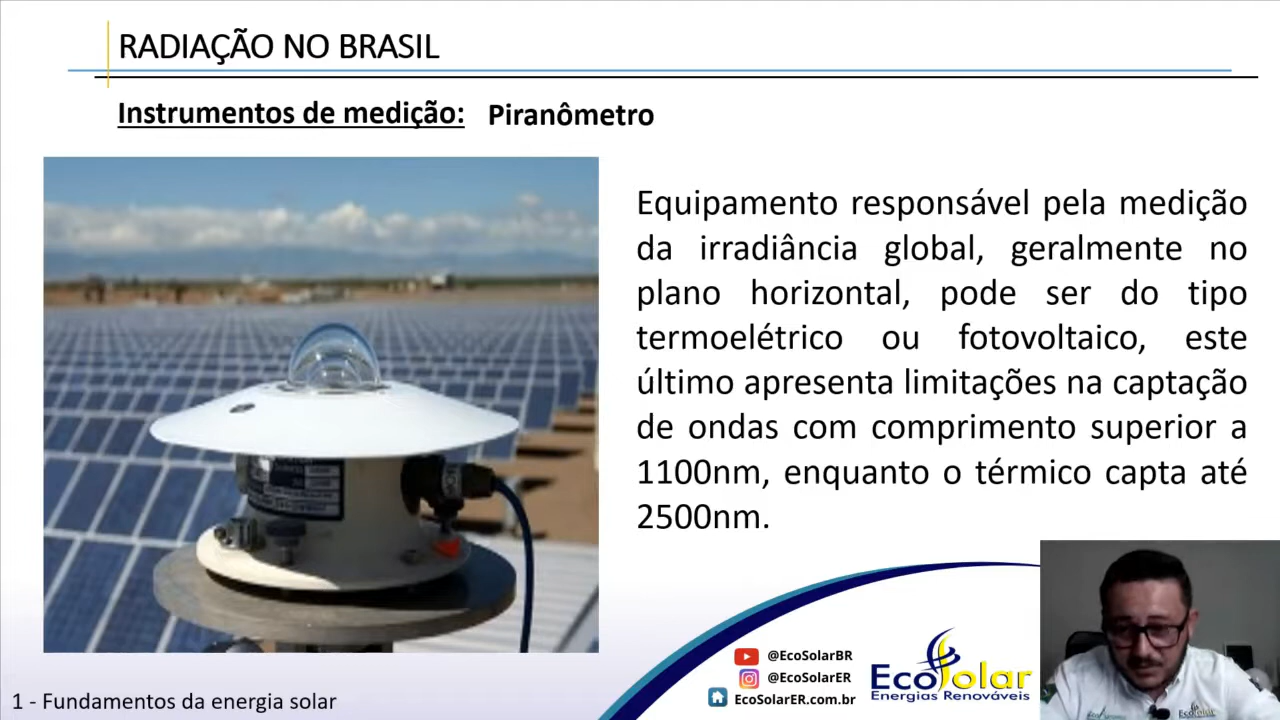 RADIAÇÃO NO BRASIL
Instrumentos de medição: Piranômetro
Equipamento responsável pela medição
da irradiância global, geralmente no
plano horizontal, pode ser do tipo
termoelétrico ou fotovoltaico, este
último apresenta limitações na captação
de ondas com comprimento superior a
1100nm, enquanto o térmico capta até
2500nm.
@EcoSolarBR
@EcoSolarER
EcoSolarER.com.br
EcoSolar
Energias Renováveis
1 - Fundamentos da energia solar